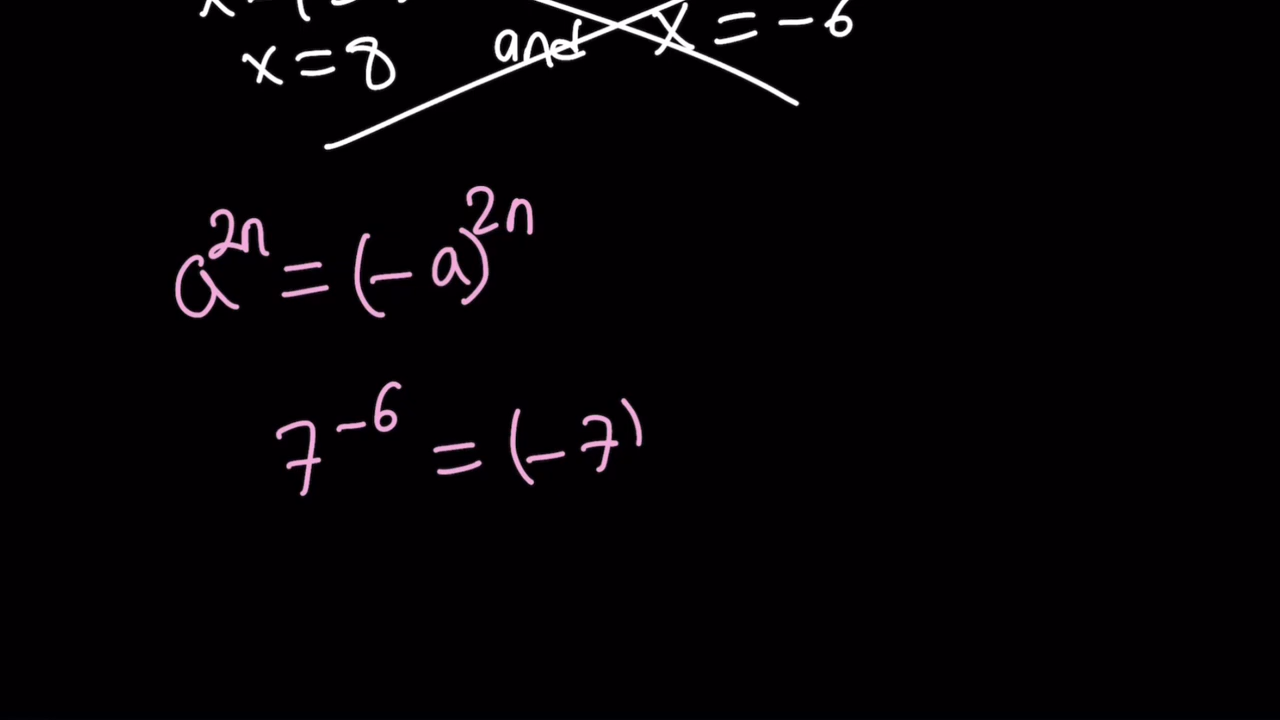 x = 8 and x = -6
a^{2n} = (-a)^{2n}
7^{-6} = (-7)